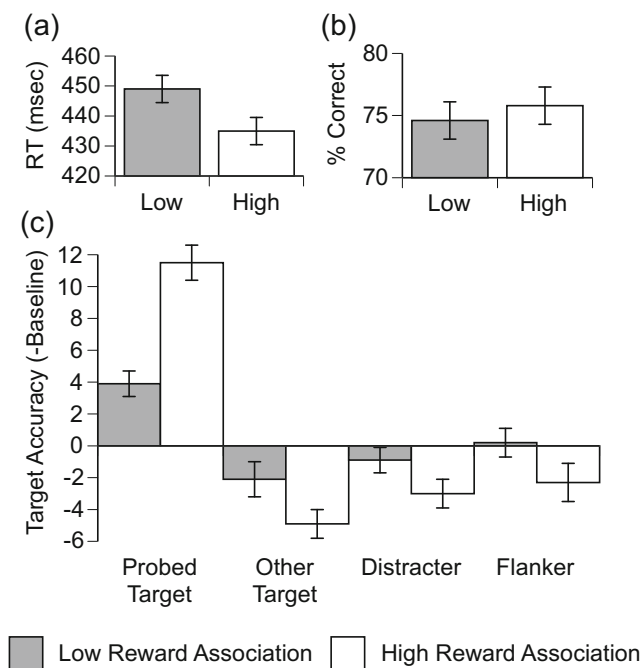 (a)
460
450
440
430
420
RT (msec)
Low
High
(b)
80
75
70
% Correct
Low
High
(c)
12
10
8
6
4
2
0
-2
-4
-6
Target Accuracy (-Baseline)
Probed
Target
Other
Target
Distracter
Flanker
Low Reward Association
High Reward Association